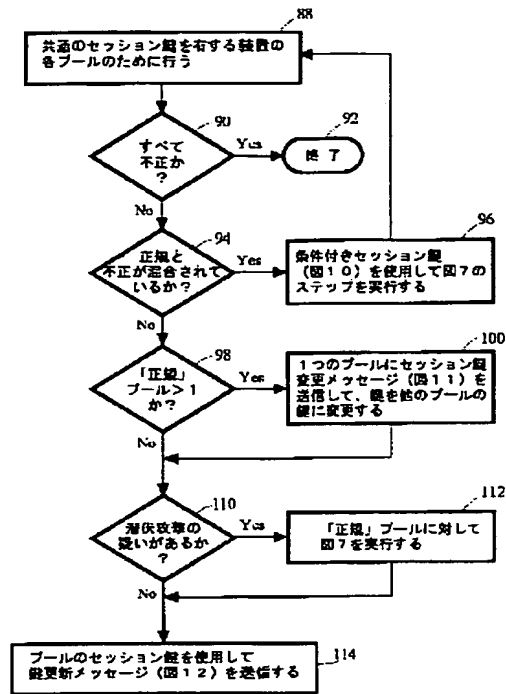 88
共通のセッション鍵を有する装置の
各プールのために行う
90
すべて
不正か
?
Yes
92
終了
No
94
正規と
不正が混合されて
いるか?
Yes
96
条件付きセッション鍵
(図10)を使用して図7の
ステップを実行する
No
98
「正規」
プール>1
か?
Yes
100
1つのプールにセッション鍵
変更メッセージ(図11)を
送信して、鍵を他のプールの
鍵に変更する
No
110
潜伏攻撃の
疑いがあるか
?
Yes
112
「正規」プールに対して
図7を実行する
No
プールのセッション鍵を使用して
鍵更新メッセージ(図12)を送信する
114